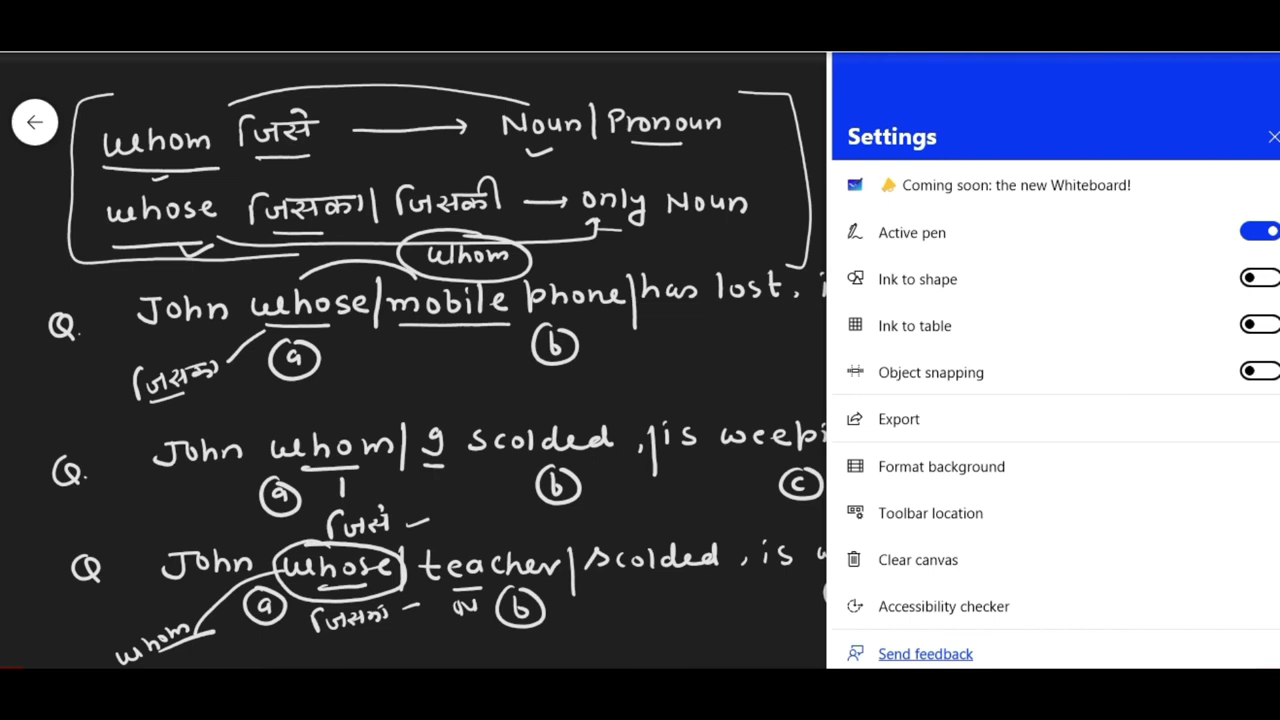 whom जिसे → Noun | Pronoun
whose जिसका | जिसकी → only Noun
whom
Q. John whose | mobile phone | has lost,
a b
जिसका
Q. John whom | I scolded, | is weepi
a b c
जिसे
Q John whose | teacher | scolded, is
a b
जिसका N
whom
Settings
Coming soon: the new Whiteboard!
Active pen
Ink to shape
Ink to table
Object snapping
Export
Format background
Toolbar location
Clear canvas
Accessibility checker
Send feedback